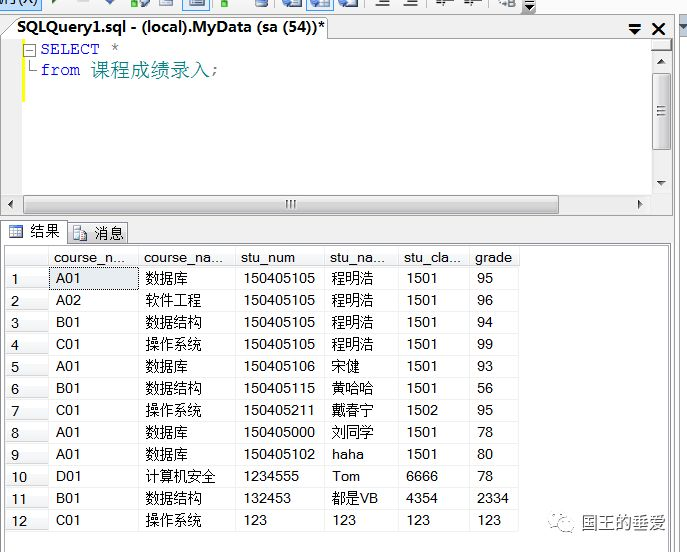 SQLQuery1.sql - (local).MyData (sa (54))*
SELECT *
from 课程成绩录入;
结果 消息
course_n... course_na... stu_num stu_na... stu_cla... grade
1 A01 数据库 150405105 程明浩 1501 95
2 A02 软件工程 150405105 程明浩 1501 96
3 B01 数据结构 150405105 程明浩 1501 94
4 C01 操作系统 150405105 程明浩 1501 99
5 A01 数据库 150405106 宋健 1501 93
6 B01 数据结构 150405115 黄哈哈 1501 56
7 C01 操作系统 150405211 戴春宁 1502 95
8 A01 数据库 150405000 刘同学 1501 78
9 A01 数据库 150405102 haha 1501 80
10 D01 计算机安全 1234555 Tom 6666 78
11 B01 数据结构 132453 都是VB 4354 2334
12 C01 操作系统 123 123 123 123
国王的垂爱